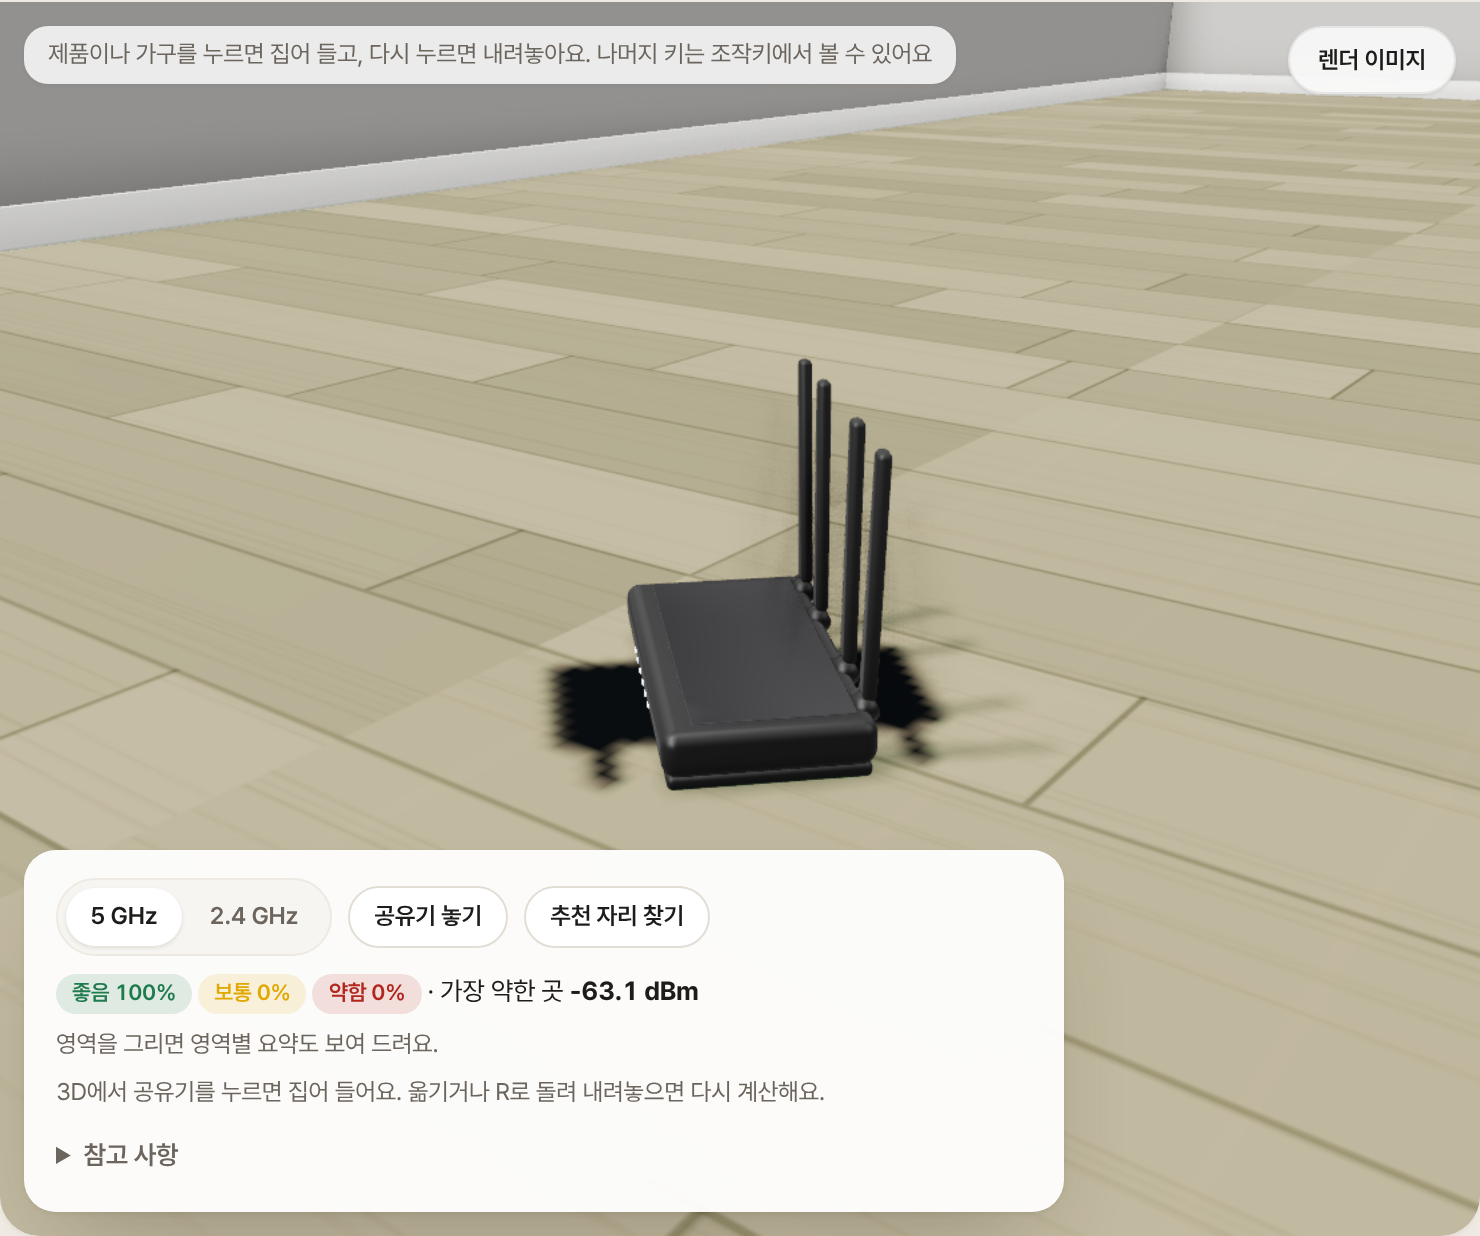 제품이나 가구를 누르면 집어 들고, 다시 누르면 내려놓아요. 나머지 키는 조작키에서 볼 수 있어요
렌더 이미지
5 GHz
2.4 GHz
공유기 놓기
추천 자리 찾기
좋음 100% 보통 0% 약함 0% · 가장 약한 곳 -63.1 dBm
영역을 그리면 영역별 요약도 보여 드려요.
3D에서 공유기를 누르면 집어 들어요. 옮기거나 R로 돌려 내려놓으면 다시 계산해요.
▶ 참고 사항